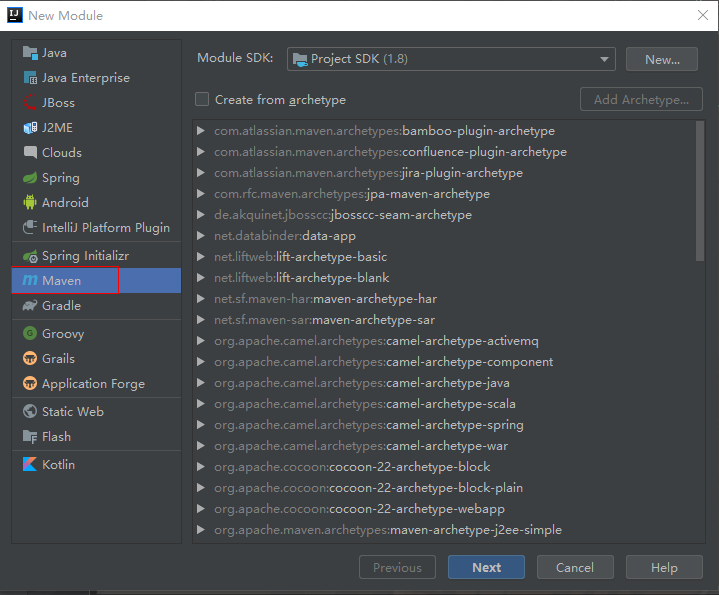 New Module
Java
Java Enterprise
JBoss
J2ME
Clouds
Spring
Android
IntelliJ Platform Plugin
Spring Initializr
Maven
Gradle
Groovy
Grails
Application Forge
Static Web
Flash
Kotlin
Module SDK: Project SDK (1.8) New...
Create from archetype Add Archetype...
com.atlassian.maven.archetypes:bamboo-plugin-archetype
com.atlassian.maven.archetypes:confluence-plugin-archetype
com.atlassian.maven.archetypes:jira-plugin-archetype
com.rfc.maven.archetypes:jpa-maven-archetype
de.akquinet.jbosscc:jbosscc-seam-archetype
net.databinder:data-app
net.liftweb:lift-archetype-basic
net.liftweb:lift-archetype-blank
net.sf.maven-har:maven-archetype-har
net.sf.maven-sar:maven-archetype-sar
org.apache.camel.archetypes:camel-archetype-activemq
org.apache.camel.archetypes:camel-archetype-component
org.apache.camel.archetypes:camel-archetype-java
org.apache.camel.archetypes:camel-archetype-scala
org.apache.camel.archetypes:camel-archetype-spring
org.apache.camel.archetypes:camel-archetype-war
org.apache.cocoon:cocoon-22-archetype-block
org.apache.cocoon:cocoon-22-archetype-block-plain
org.apache.cocoon:cocoon-22-archetype-webapp
org.apache.maven.archetypes:maven-archetype-j2ee-simple
Previous Next Cancel Help